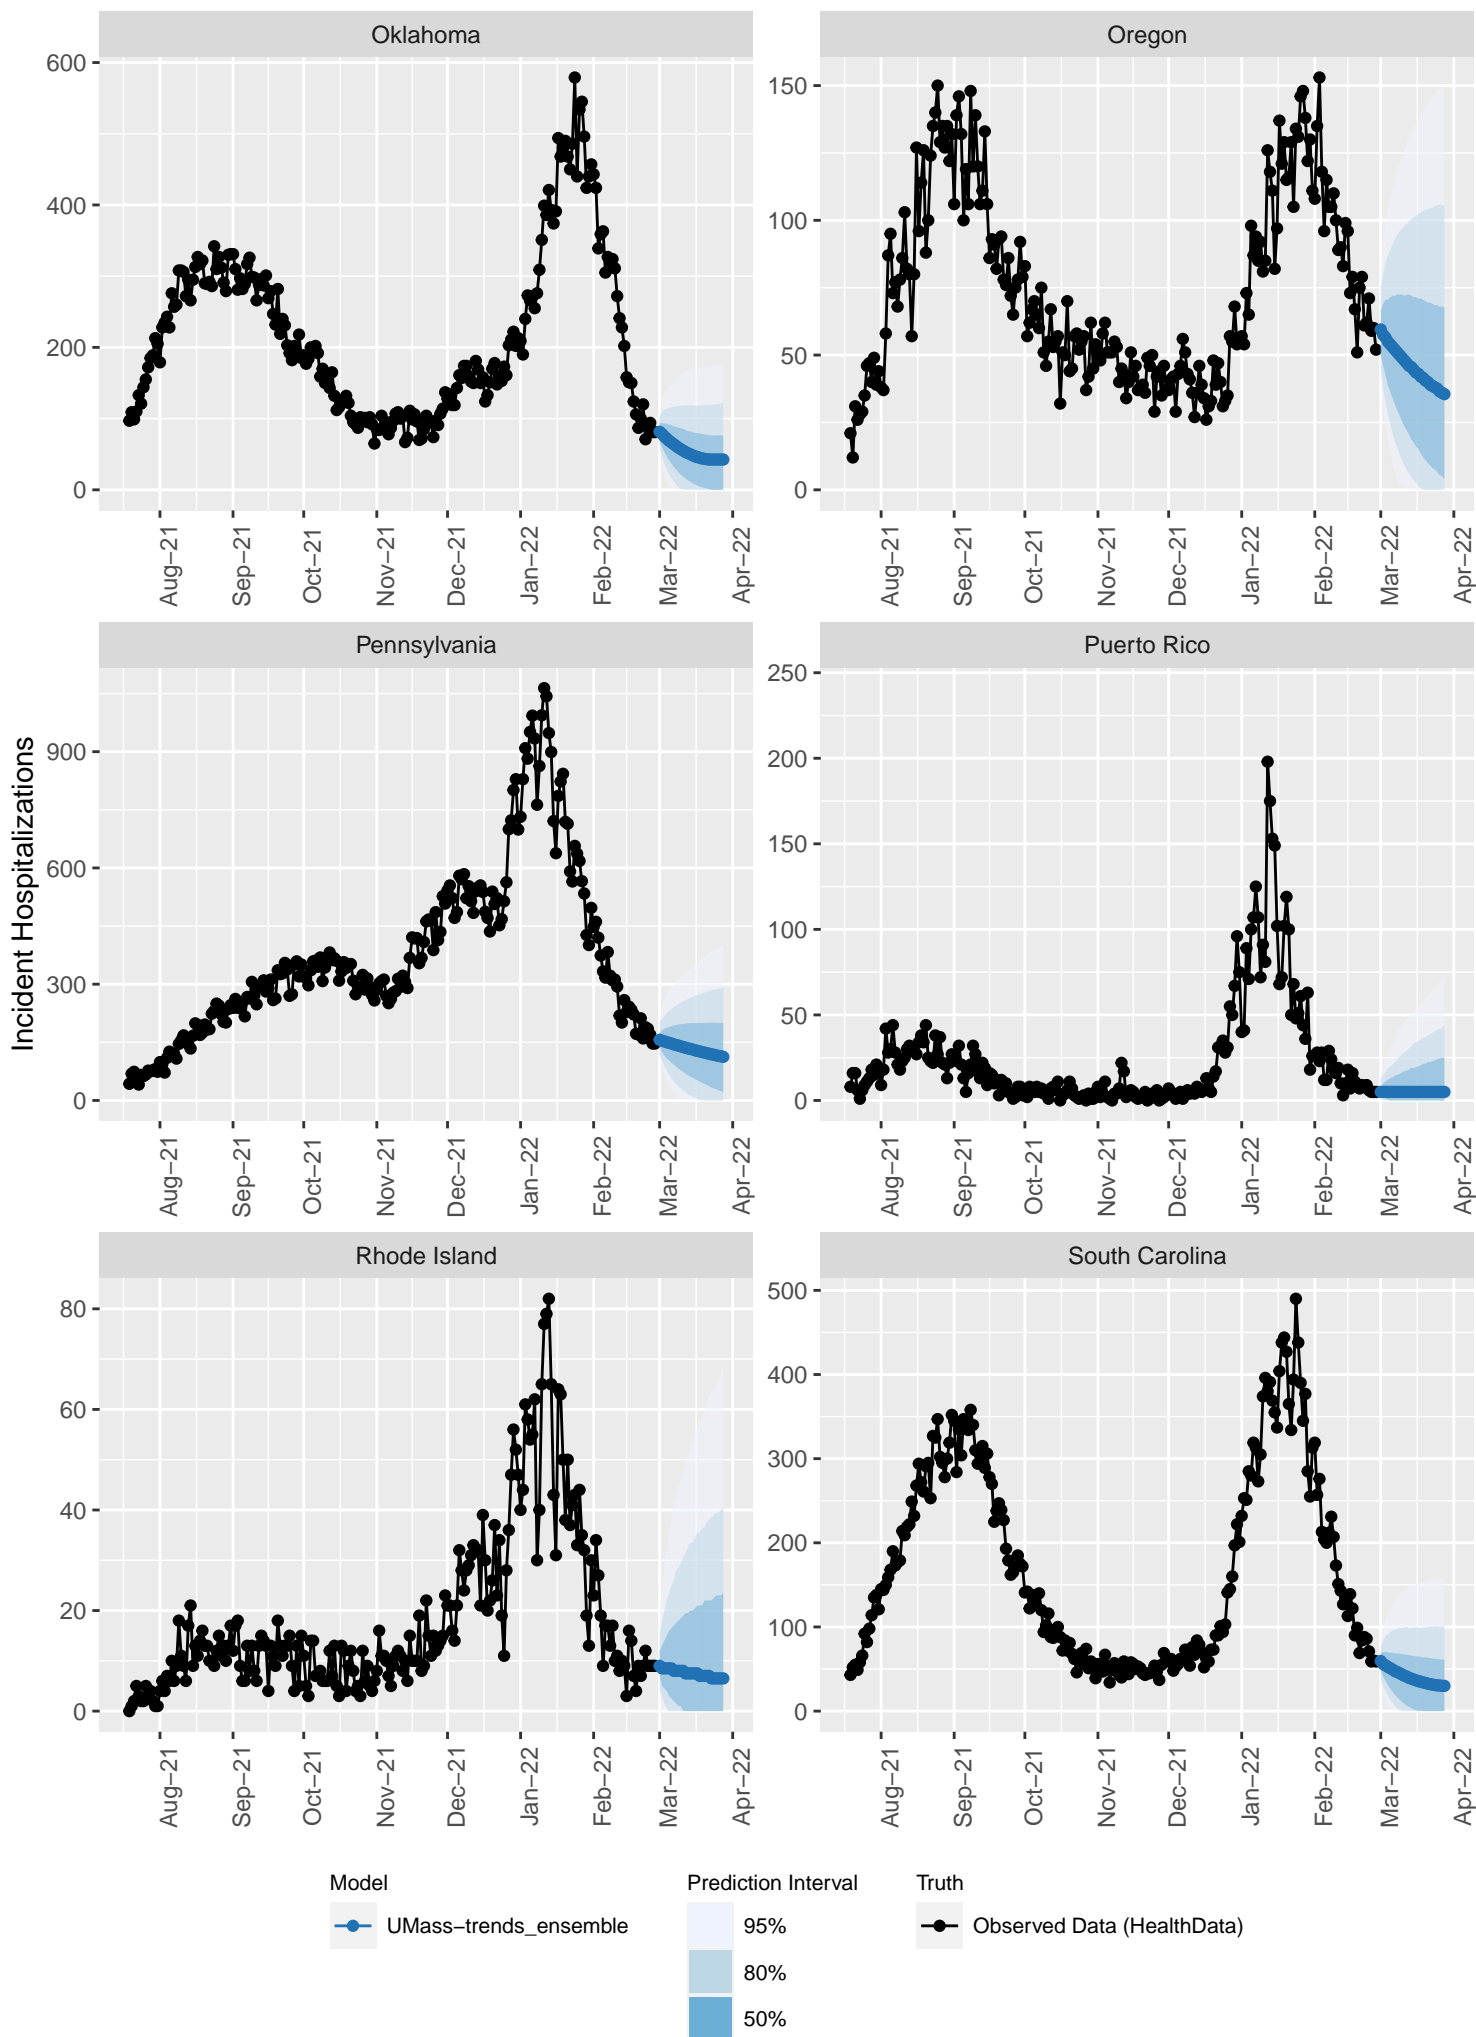 Oklahoma
Oregon
600
400
200
0
150
100
50
0
Aug−21 Sep−21 Oct−21 Nov−21 Dec−21 Jan−22 Feb−22 Mar−22 Apr−22
Aug−21 Sep−21 Oct−21 Nov−21 Dec−21 Jan−22 Feb−22 Mar−22 Apr−22
Pennsylvania
Puerto Rico
Incident Hospitalizations
900
600
300
0
250
200
150
100
50
0
Aug−21 Sep−21 Oct−21 Nov−21 Dec−21 Jan−22 Feb−22 Mar−22 Apr−22
Aug−21 Sep−21 Oct−21 Nov−21 Dec−21 Jan−22 Feb−22 Mar−22 Apr−22
Rhode Island
South Carolina
80
60
40
20
0
500
400
300
200
100
0
Aug−21 Sep−21 Oct−21 Nov−21 Dec−21 Jan−22 Feb−22 Mar−22 Apr−22
Aug−21 Sep−21 Oct−21 Nov−21 Dec−21 Jan−22 Feb−22 Mar−22 Apr−22
Model
UMass−trends_ensemble
Prediction Interval
95%
80%
50%
Truth
Observed Data (HealthData)